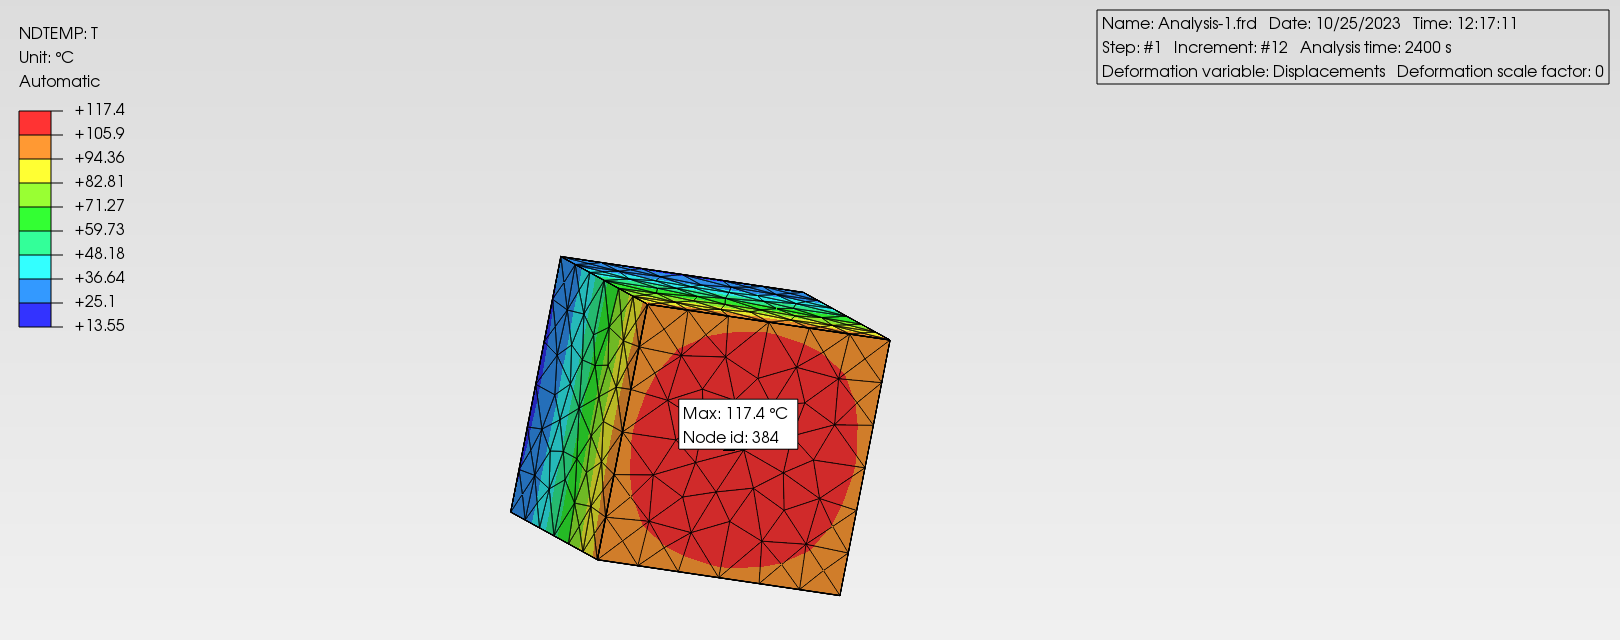 NDTEMP: T
Unit: °C
Automatic
+117.4
+105.9
+94.36
+82.81
+71.27
+59.73
+48.18
+36.64
+25.1
+13.55
Name: Analysis-1.frd Date: 10/25/2023 Time: 12:17:11
Step: #1 Increment: #12 Analysis time: 2400 s
Deformation variable: Displacements Deformation scale factor: 0
Max: 117.4 °C
Node id: 384